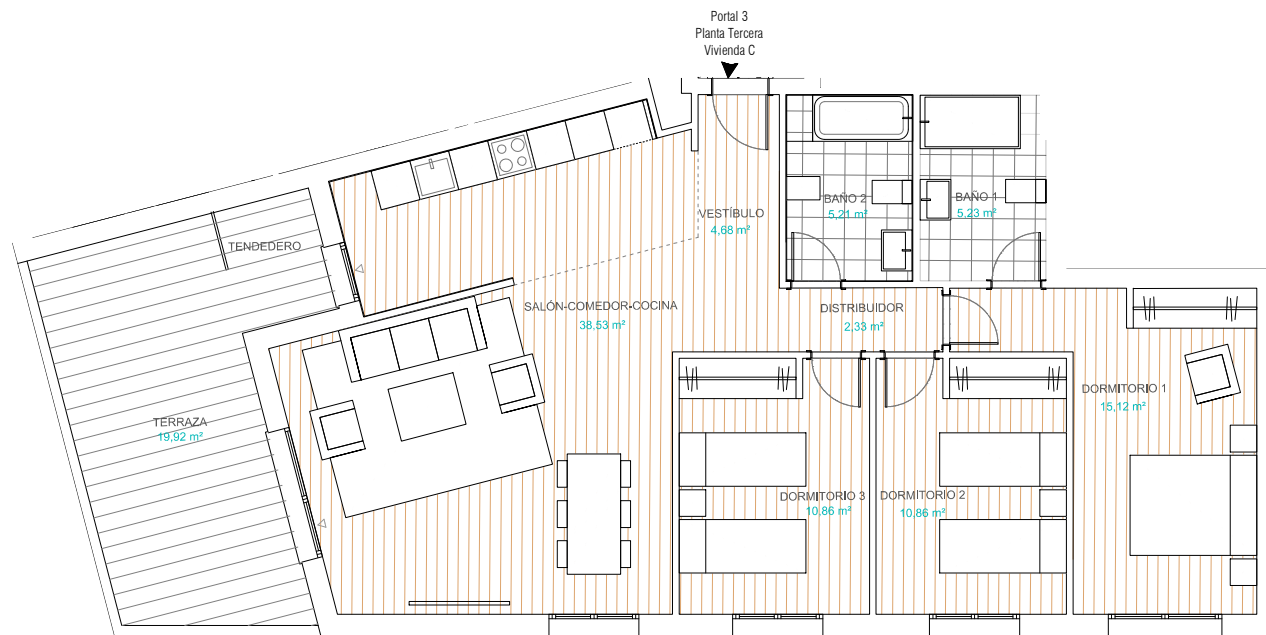 Portal 3
Planta Tercera
Vivienda C
BAÑO 2
5,21 m²
BAÑO 1
5,23 m²
VESTÍBULO
4,68 m²
TENDEDERO
SALÓN-COMEDOR-COCINA
38,53 m²
DISTRIBUIDOR
2,33 m²
DORMITORIO 1
15,12 m²
TERRAZA
19,92 m²
DORMITORIO 3
10,86 m²
DORMITORIO 2
10,86 m²